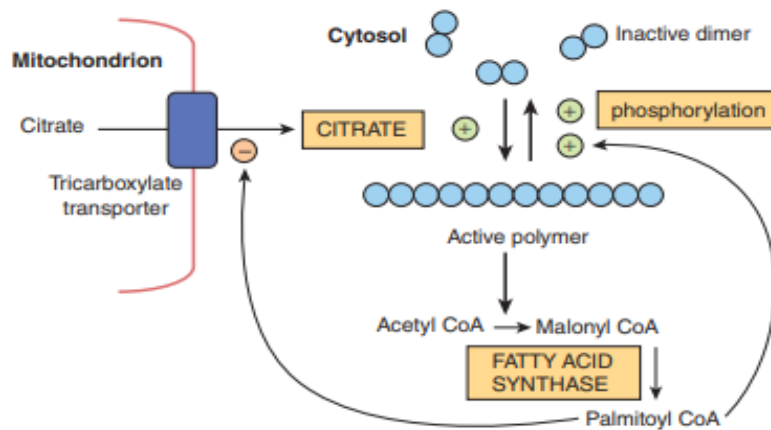 Cytosol
Inactive dimer
Mitochondrion
Citrate
CITRATE
+
+
phosphorylation
+
−
Tricarboxylate
transporter
Active polymer
Acetyl CoA
Malonyl CoA
FATTY ACID
SYNTHASE
Palmitoyl CoA